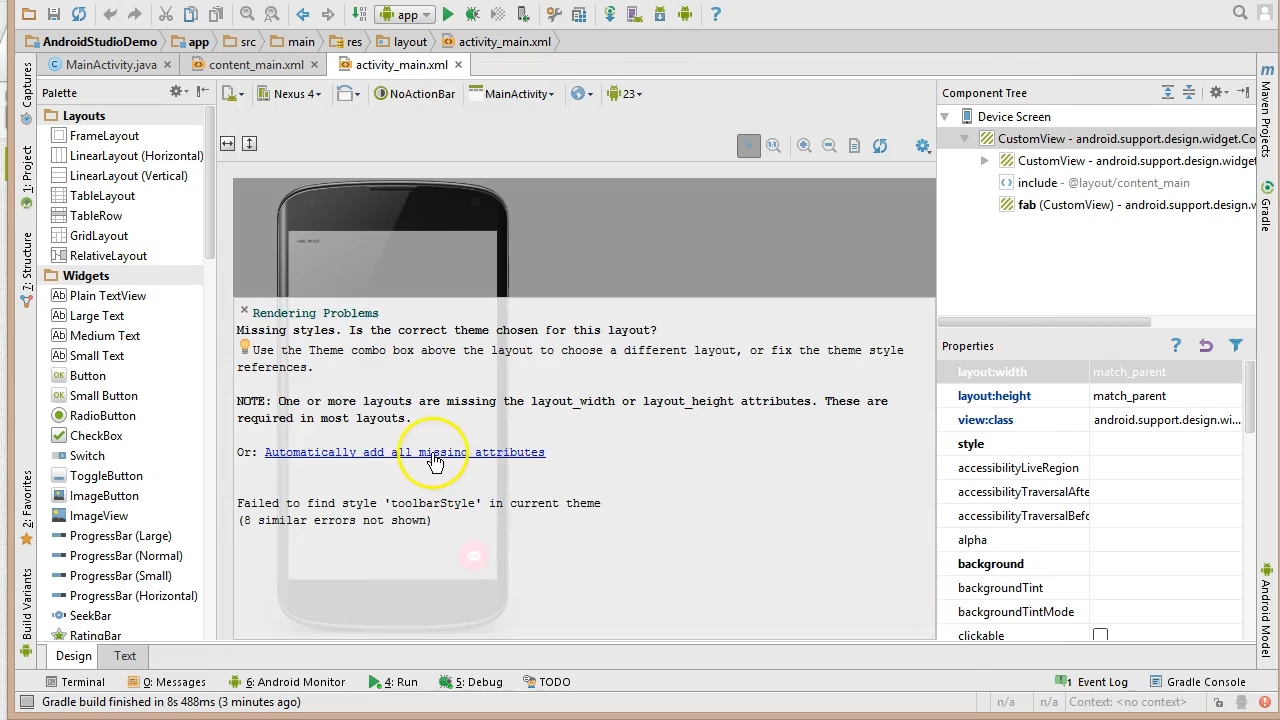 app
AndroidStudioDemo
app
src
main
res
layout
activity_main.xml
MainActivity.java
content_main.xml
activity_main.xml
Captures
1: Project
7: Structure
2: Favorites
Build Variants
Palette
Layouts
FrameLayout
LinearLayout (Horizontal)
LinearLayout (Vertical)
TableLayout
TableRow
GridLayout
RelativeLayout
Widgets
Plain TextView
Large Text
Medium Text
Small Text
Button
Small Button
RadioButton
CheckBox
Switch
ToggleButton
ImageButton
ImageView
ProgressBar (Large)
ProgressBar (Normal)
ProgressBar (Small)
ProgressBar (Horizontal)
SeekBar
RatingBar
Nexus 4
NoActionBar
MainActivity
23
Rendering Problems
Missing styles. Is the correct theme chosen for this layout?
Use the Theme combo box above the layout to choose a different layout, or fix the theme style
references.
NOTE: One or more layouts are missing the layout_width or layout_height attributes. These are
required in most layouts.
Or: Automatically add all missing attributes
Failed to find style 'toolbarStyle' in current theme
(8 similar errors not shown)
Component Tree
Device Screen
CustomView - android.support.design.widget.Co
CustomView - android.support.design.widget
include - @layout/content_main
fab (CustomView) - android.support.design.w
Properties
layout:width match_parent
layout:height match_parent
view:class android.support.design.wi...
style
accessibilityLiveRegion
accessibilityTraversalAfte
accessibilityTraversalBefo
alpha
background
backgroundTint
backgroundTintMode
clickable
Maven Projects
Gradle
Android Model
Design
Text
Terminal
0: Messages
6: Android Monitor
4: Run
5: Debug
TODO
1 Event Log
Gradle Console
Gradle build finished in 8s 488ms (3 minutes ago)
n/a
n/a
Context: <no context>